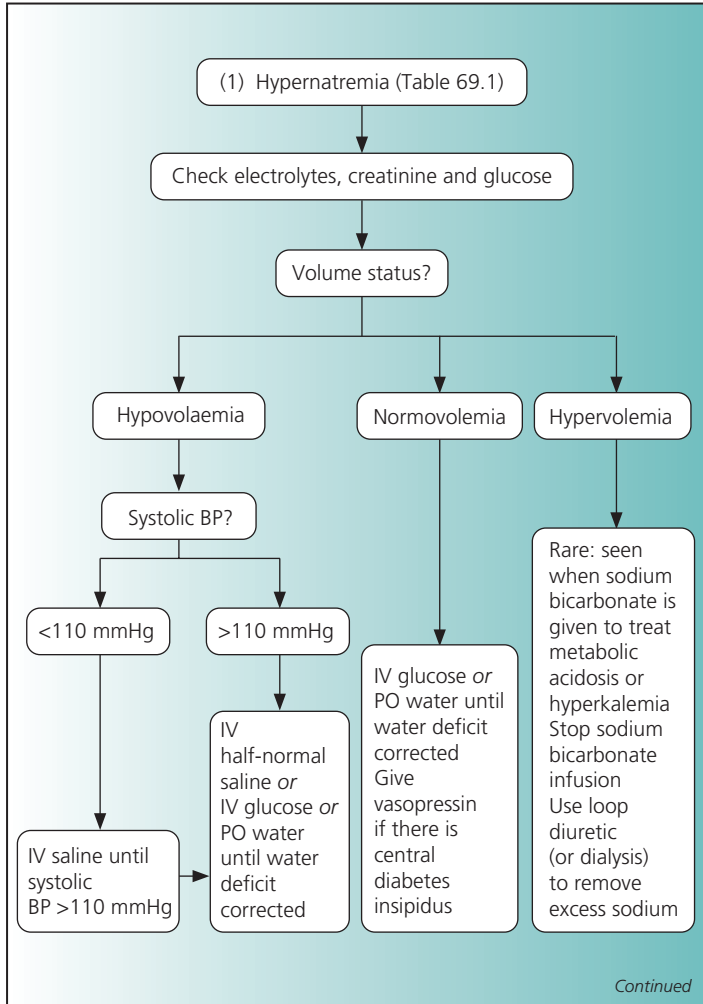 (1) Hypernatremia (Table 69.1)
Check electrolytes, creatinine and glucose
Volume status?
Hypovolaemia
Normovolemia
Hypervolemia
Systolic BP?
<110 mmHg
>110 mmHg
IV saline until
systolic
BP >110 mmHg
IV
half-normal
saline or
IV glucose or
PO water
until water
deficit
corrected
IV glucose or
PO water until
water deficit
corrected
Give
vasopressin
if there is
central
diabetes
insipidus
Rare: seen
when sodium
bicarbonate is
given to treat
metabolic
acidosis or
hyperkalemia
Stop sodium
bicarbonate
infusion
Use loop
diuretic
(or dialysis)
to remove
excess sodium
Continued